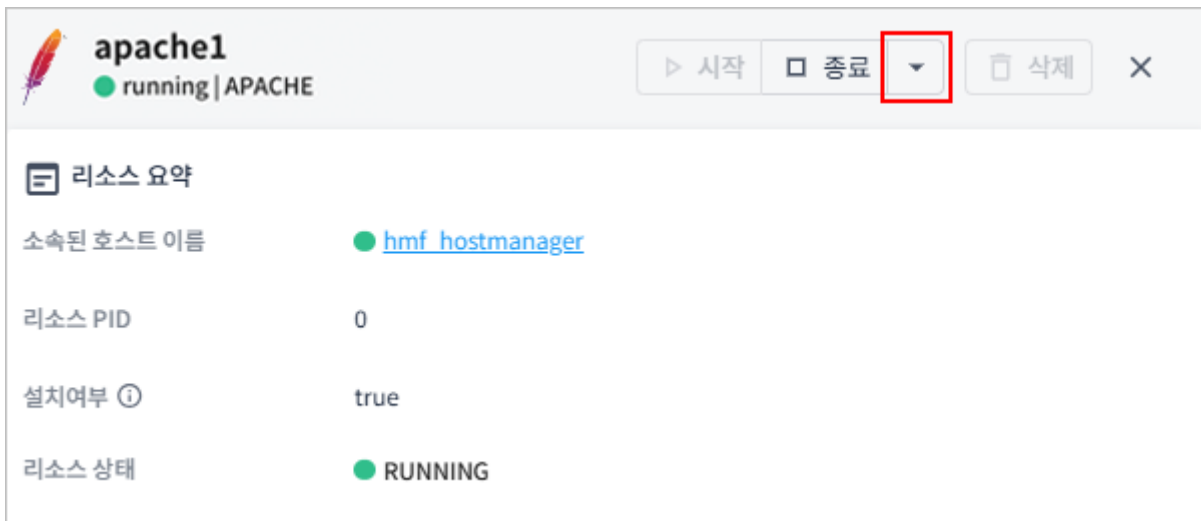 apache1
running | APACHE
시작
종료
삭제
리소스 요약
소속된 호스트 이름
hmf_hostmanager
리소스 PID
0
설치여부
true
리소스 상태
RUNNING